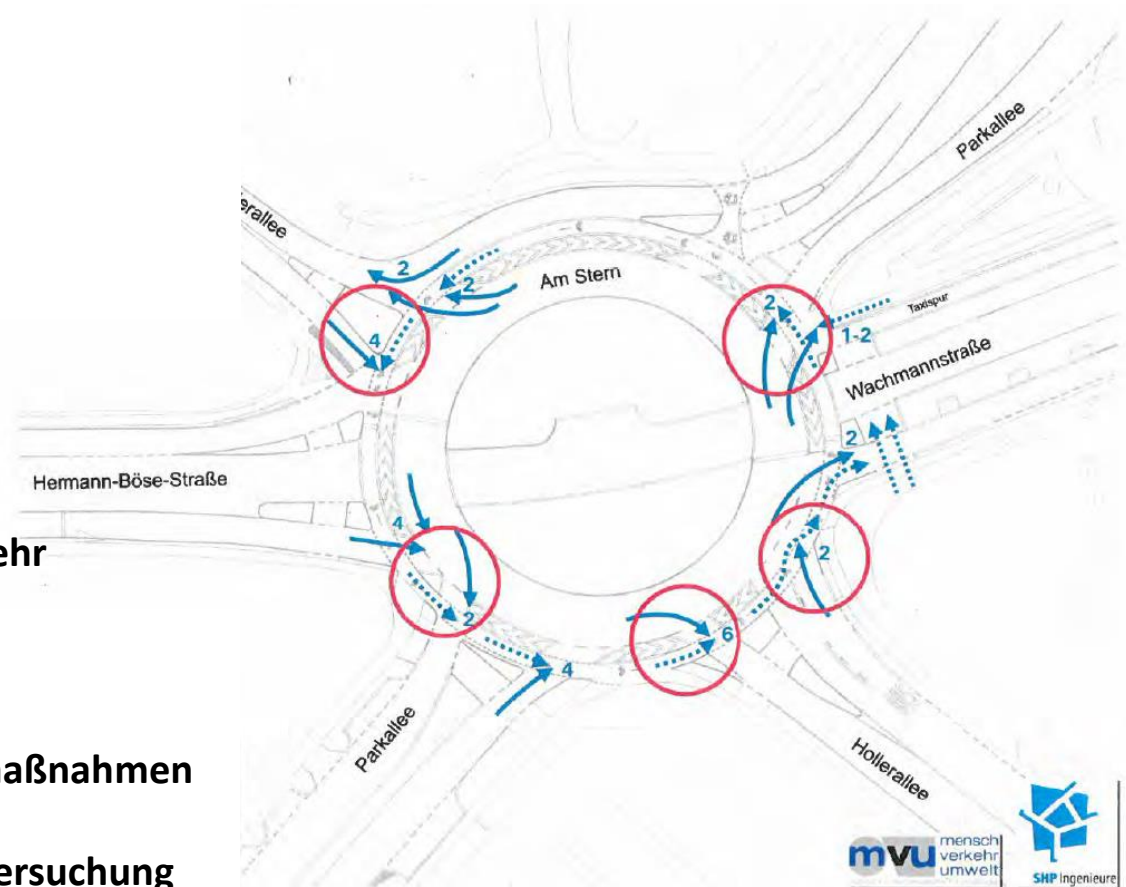 Parkallee
erallee
2
Am Stern
2
2
Taxispur
4
1-2
Wachmannstraße
2
Hermann-Böse-Straße
4
ehr
2
2
6
4
Parkallee
Hollerallee
maßnahmen
ersuchung
mvu mensch
verkehr
umwelt
SHP Ingenieure